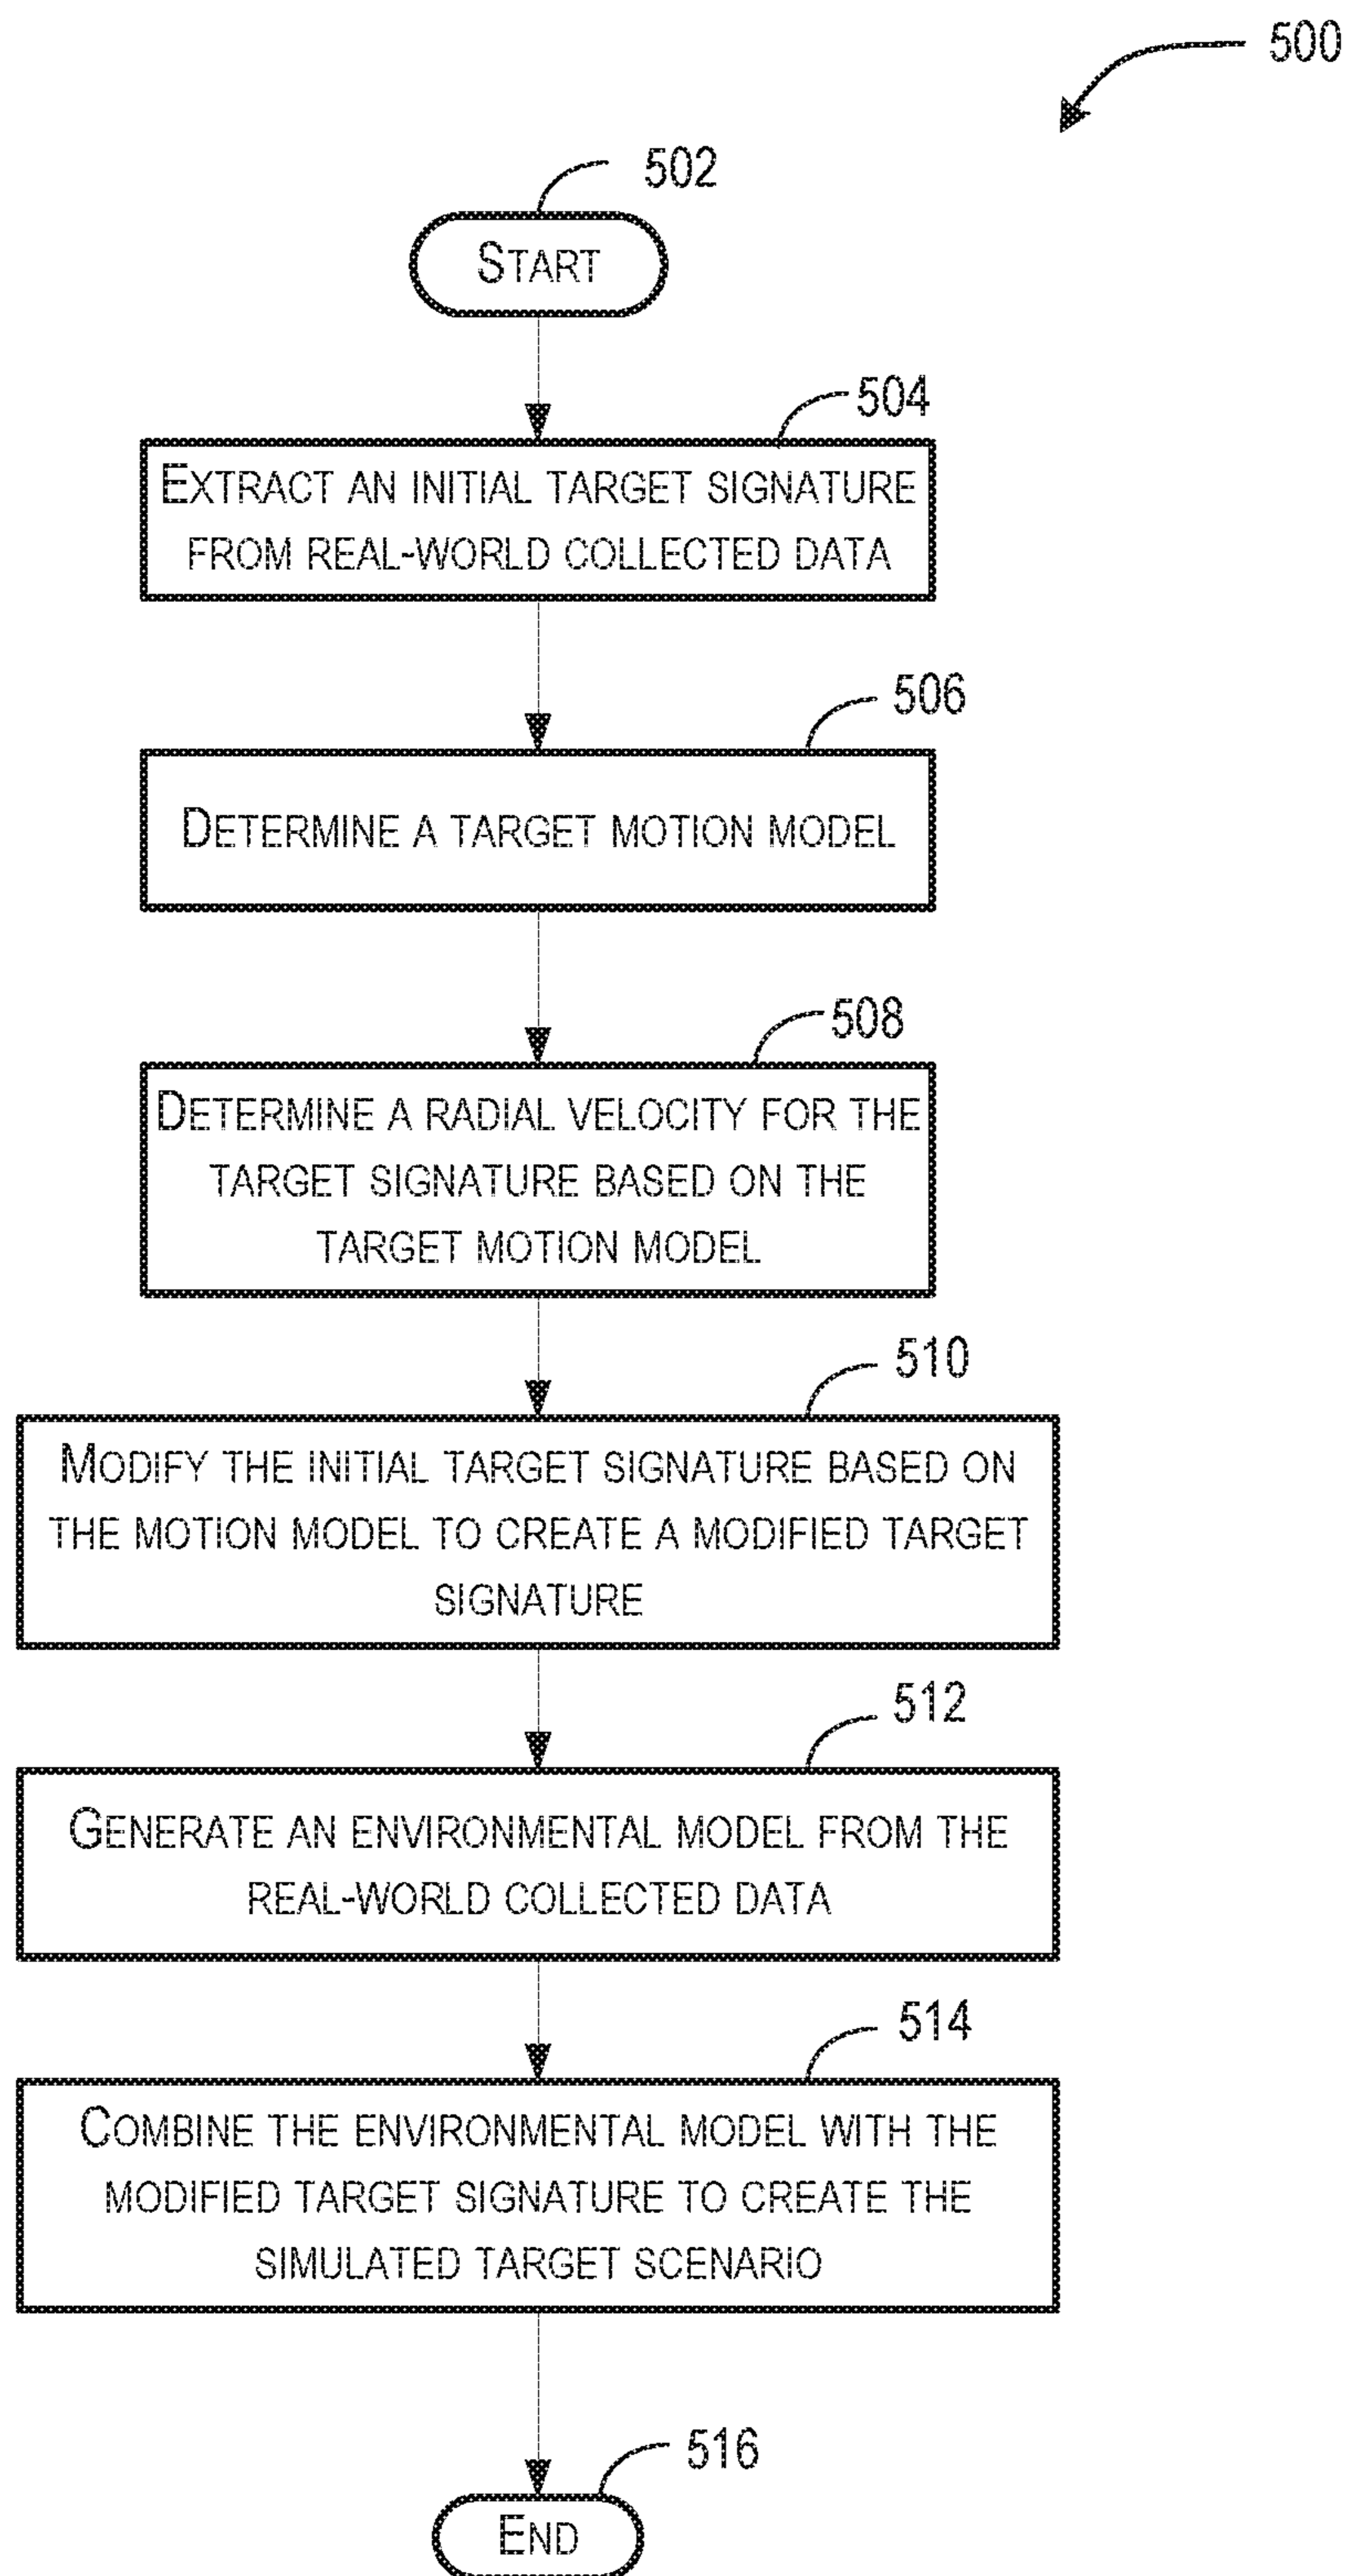 500
502
START
504
EXTRACT AN INITIAL TARGET SIGNATURE
FROM REAL-WORLD COLLECTED DATA
506
DETERMINE A TARGET MOTION MODEL
508
DETERMINE A RADIAL VELOCITY FOR THE
TARGET SIGNATURE BASED ON THE
TARGET MOTION MODEL
510
MODIFY THE INITIAL TARGET SIGNATURE BASED ON
THE MOTION MODEL TO CREATE A MODIFIED TARGET
SIGNATURE
512
GENERATE AN ENVIRONMENTAL MODEL FROM THE
REAL-WORLD COLLECTED DATA
514
COMBINE THE ENVIRONMENTAL MODEL WITH THE
MODIFIED TARGET SIGNATURE TO CREATE THE
SIMULATED TARGET SCENARIO
516
END